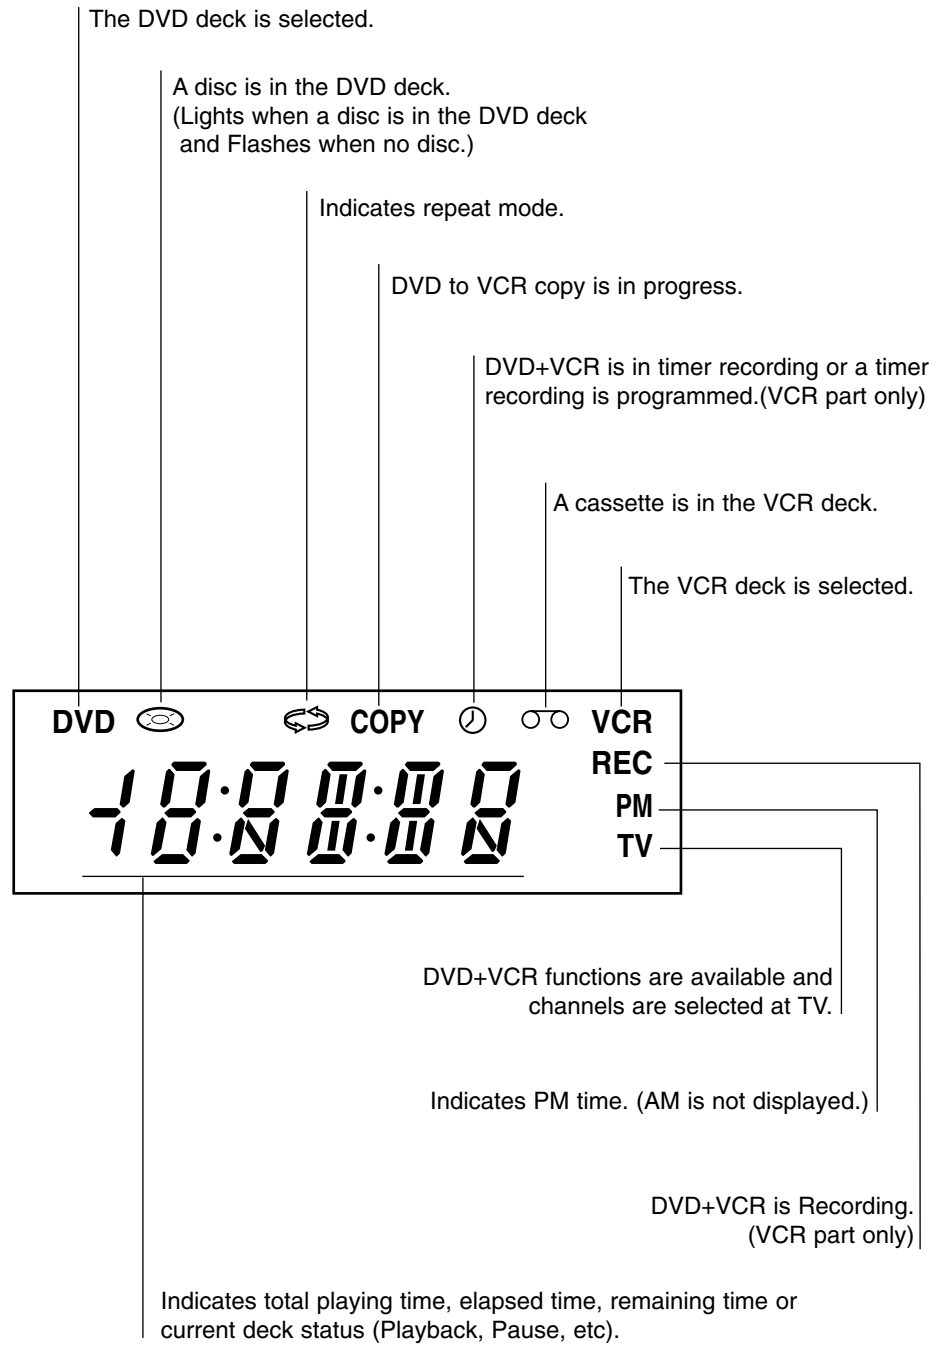 The DVD deck is selected.
A disc is in the DVD deck.
(Lights when a disc is in the DVD deck
and Flashes when no disc.)
Indicates repeat mode.
DVD to VCR copy is in progress.
DVD+VCR is in timer recording or a timer
recording is programmed.(VCR part only)
A cassette is in the VCR deck.
The VCR deck is selected.
DVD COPY VCR
REC
PM
TV
DVD+VCR functions are available and
channels are selected at TV.
Indicates PM time. (AM is not displayed.)
DVD+VCR is Recording.
(VCR part only)
Indicates total playing time, elapsed time, remaining time or
current deck status (Playback, Pause, etc).